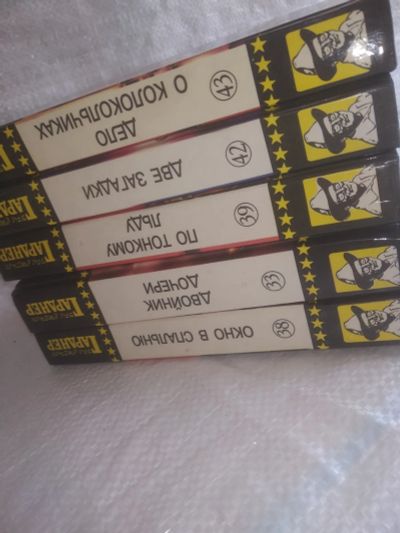 38
ОКНО В СПАЛЬНЮ
ГАРДНЕР
33
ДВОЙНИК
ДОЧЕРИ
ГАРДНЕР
39
ПО ТОНКОМУ
ЛЬДУ
ГАРДНЕР
42
ДВЕ ЗАГАДКИ
43
ДЕЛО
О КОЛОКОЛЬЧИКАХ